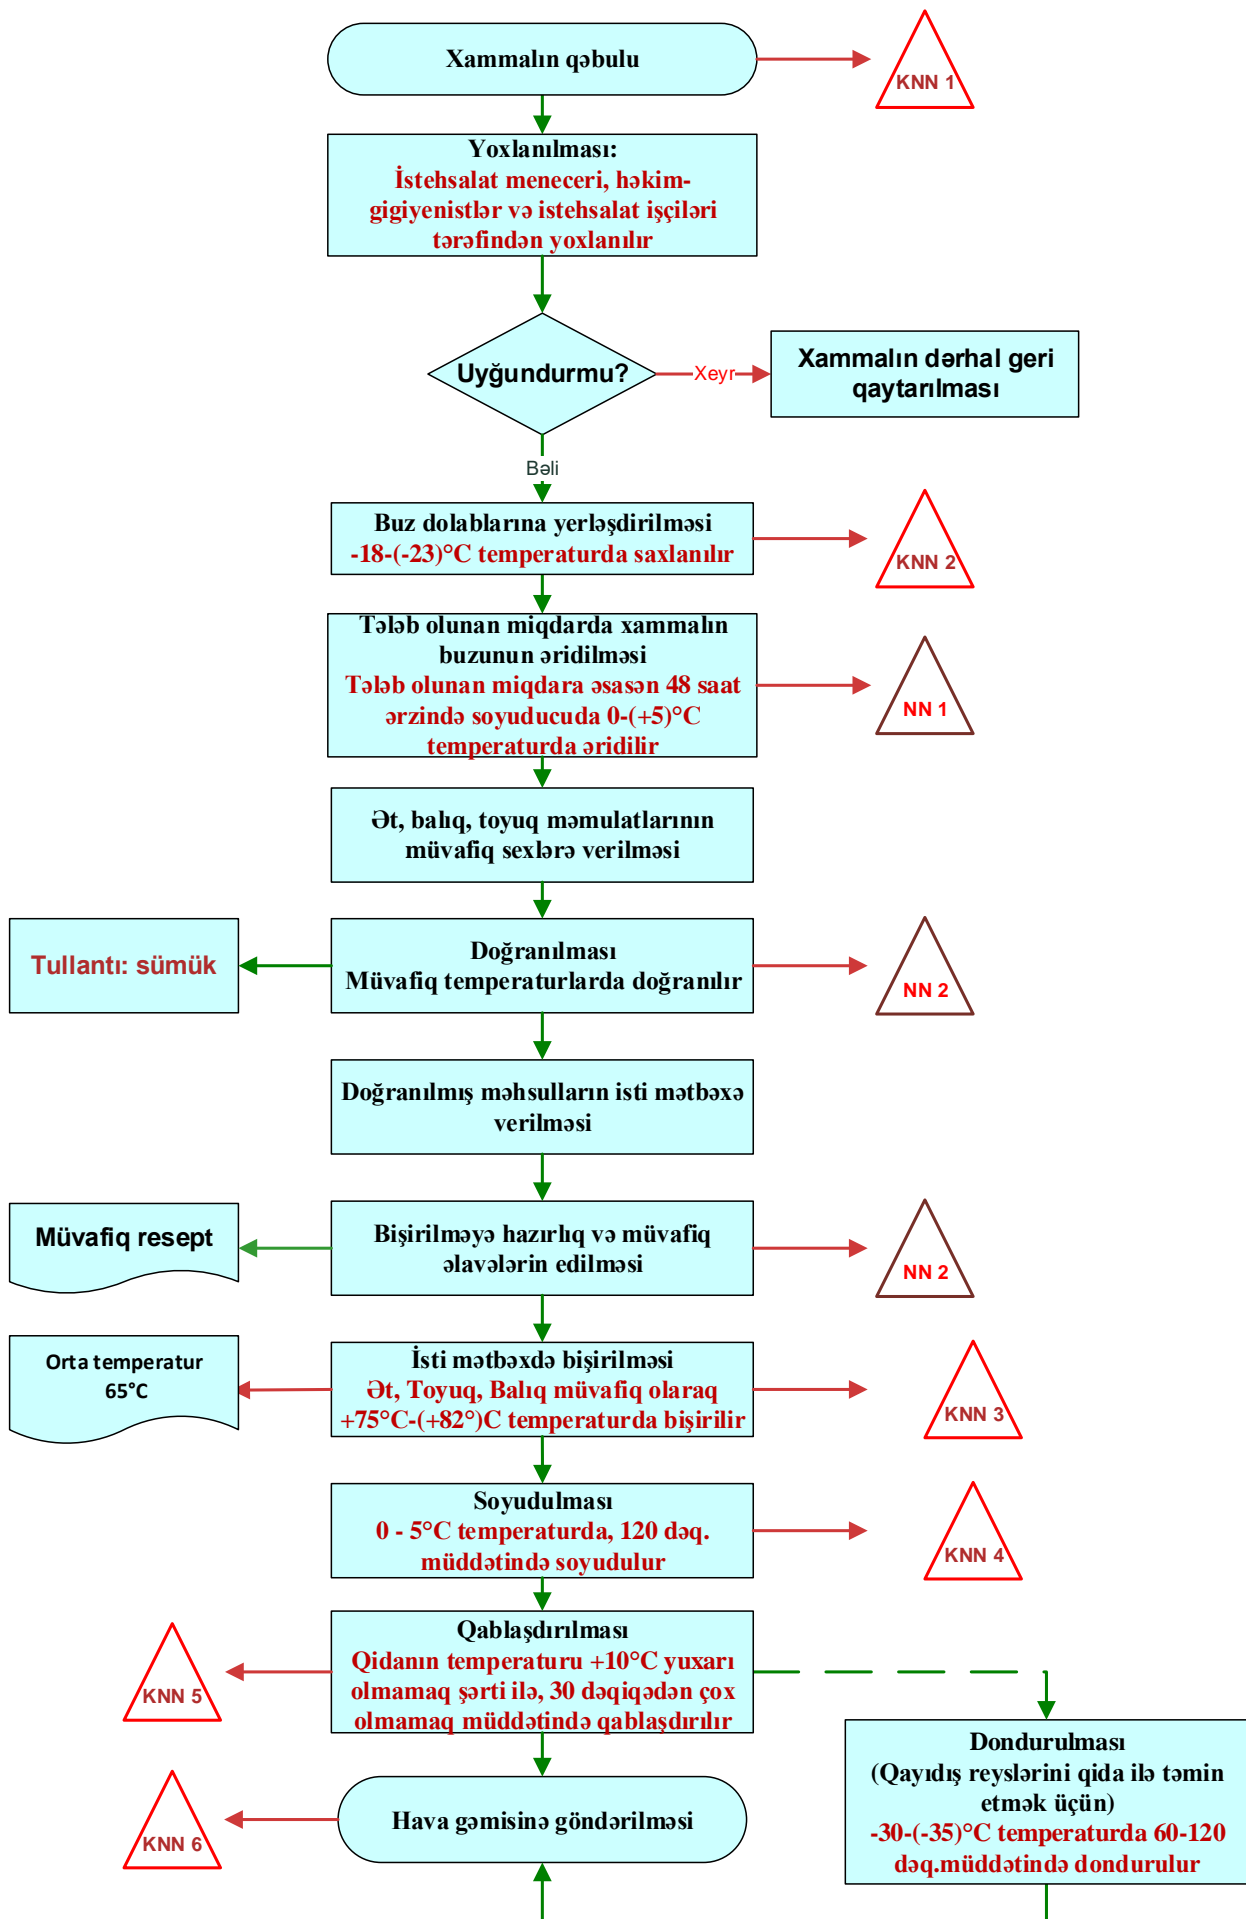 Xammalın qəbulu
KNN 1
Yoxlanılması:
İstehsalat meneceri, həkim-
gigiyenistlər və istehsalat işçiləri
tərəfindən yoxlanılır
Uyğundurmu?
Xeyr
Xammalın dərhal geri
qaytarılması
Bəli
Buz dolablarına yerləşdirilməsi
-18-(-23)°C temperaturda saxlanılır
KNN 2
Tələb olunan miqdarda xammalın
buzunun əridilməsi
Tələb olunan miqdara əsasən 48 saat
ərzində soyuducuda 0-(+5)°C
temperaturda əridilir
NN 1
Ət, balıq, toyuq məmulatlarının
müvafiq sexlərə verilməsi
Tullantı: sümük
Doğranılması
Müvafiq temperaturlarda doğranılır
NN 2
Doğranılmış məhsulların isti mətbəxə
verilməsi
Müvafiq resept
Bişirilməyə hazırlıq və müvafiq
əlavələrin edilməsi
NN 2
Orta temperatur
65°C
İsti mətbəxdə bişirilməsi
Ət, Toyuq, Balıq müvafiq olaraq
+75°C-(+82°)C temperaturda bişirilir
KNN 3
Soyudulması
0 - 5°C temperaturda, 120 dəq.
müddətində soyudulur
KNN 4
Qablaşdırılması
Qidanın temperaturu +10°C yuxarı
olmamaq şərti ilə, 30 dəqiqədən çox
olmamaq müddətində qablaşdırılır
KNN 5
Dondurulması
(Qayıdış reyslərini qida ilə təmin
etmək üçün)
-30-(-35)°C temperaturda 60-120
dəq.müddətində dondurulur
Hava gəmisinə göndərilməsi
KNN 6